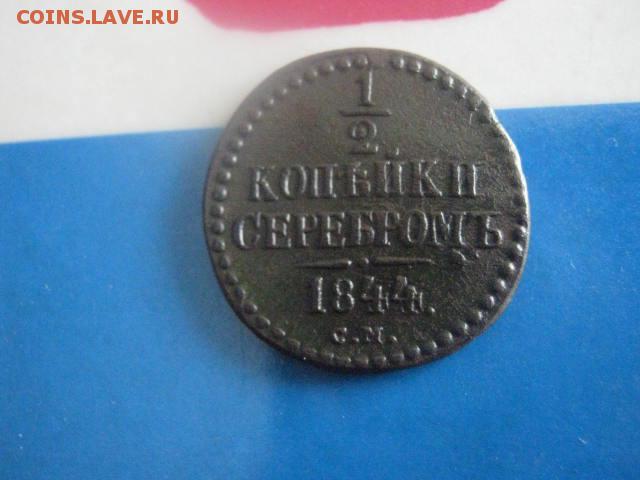 COINS.LAVE.RU
1
2
КОПѢЙКИ
СЕРЕБРОМЪ
1844.
С.М.